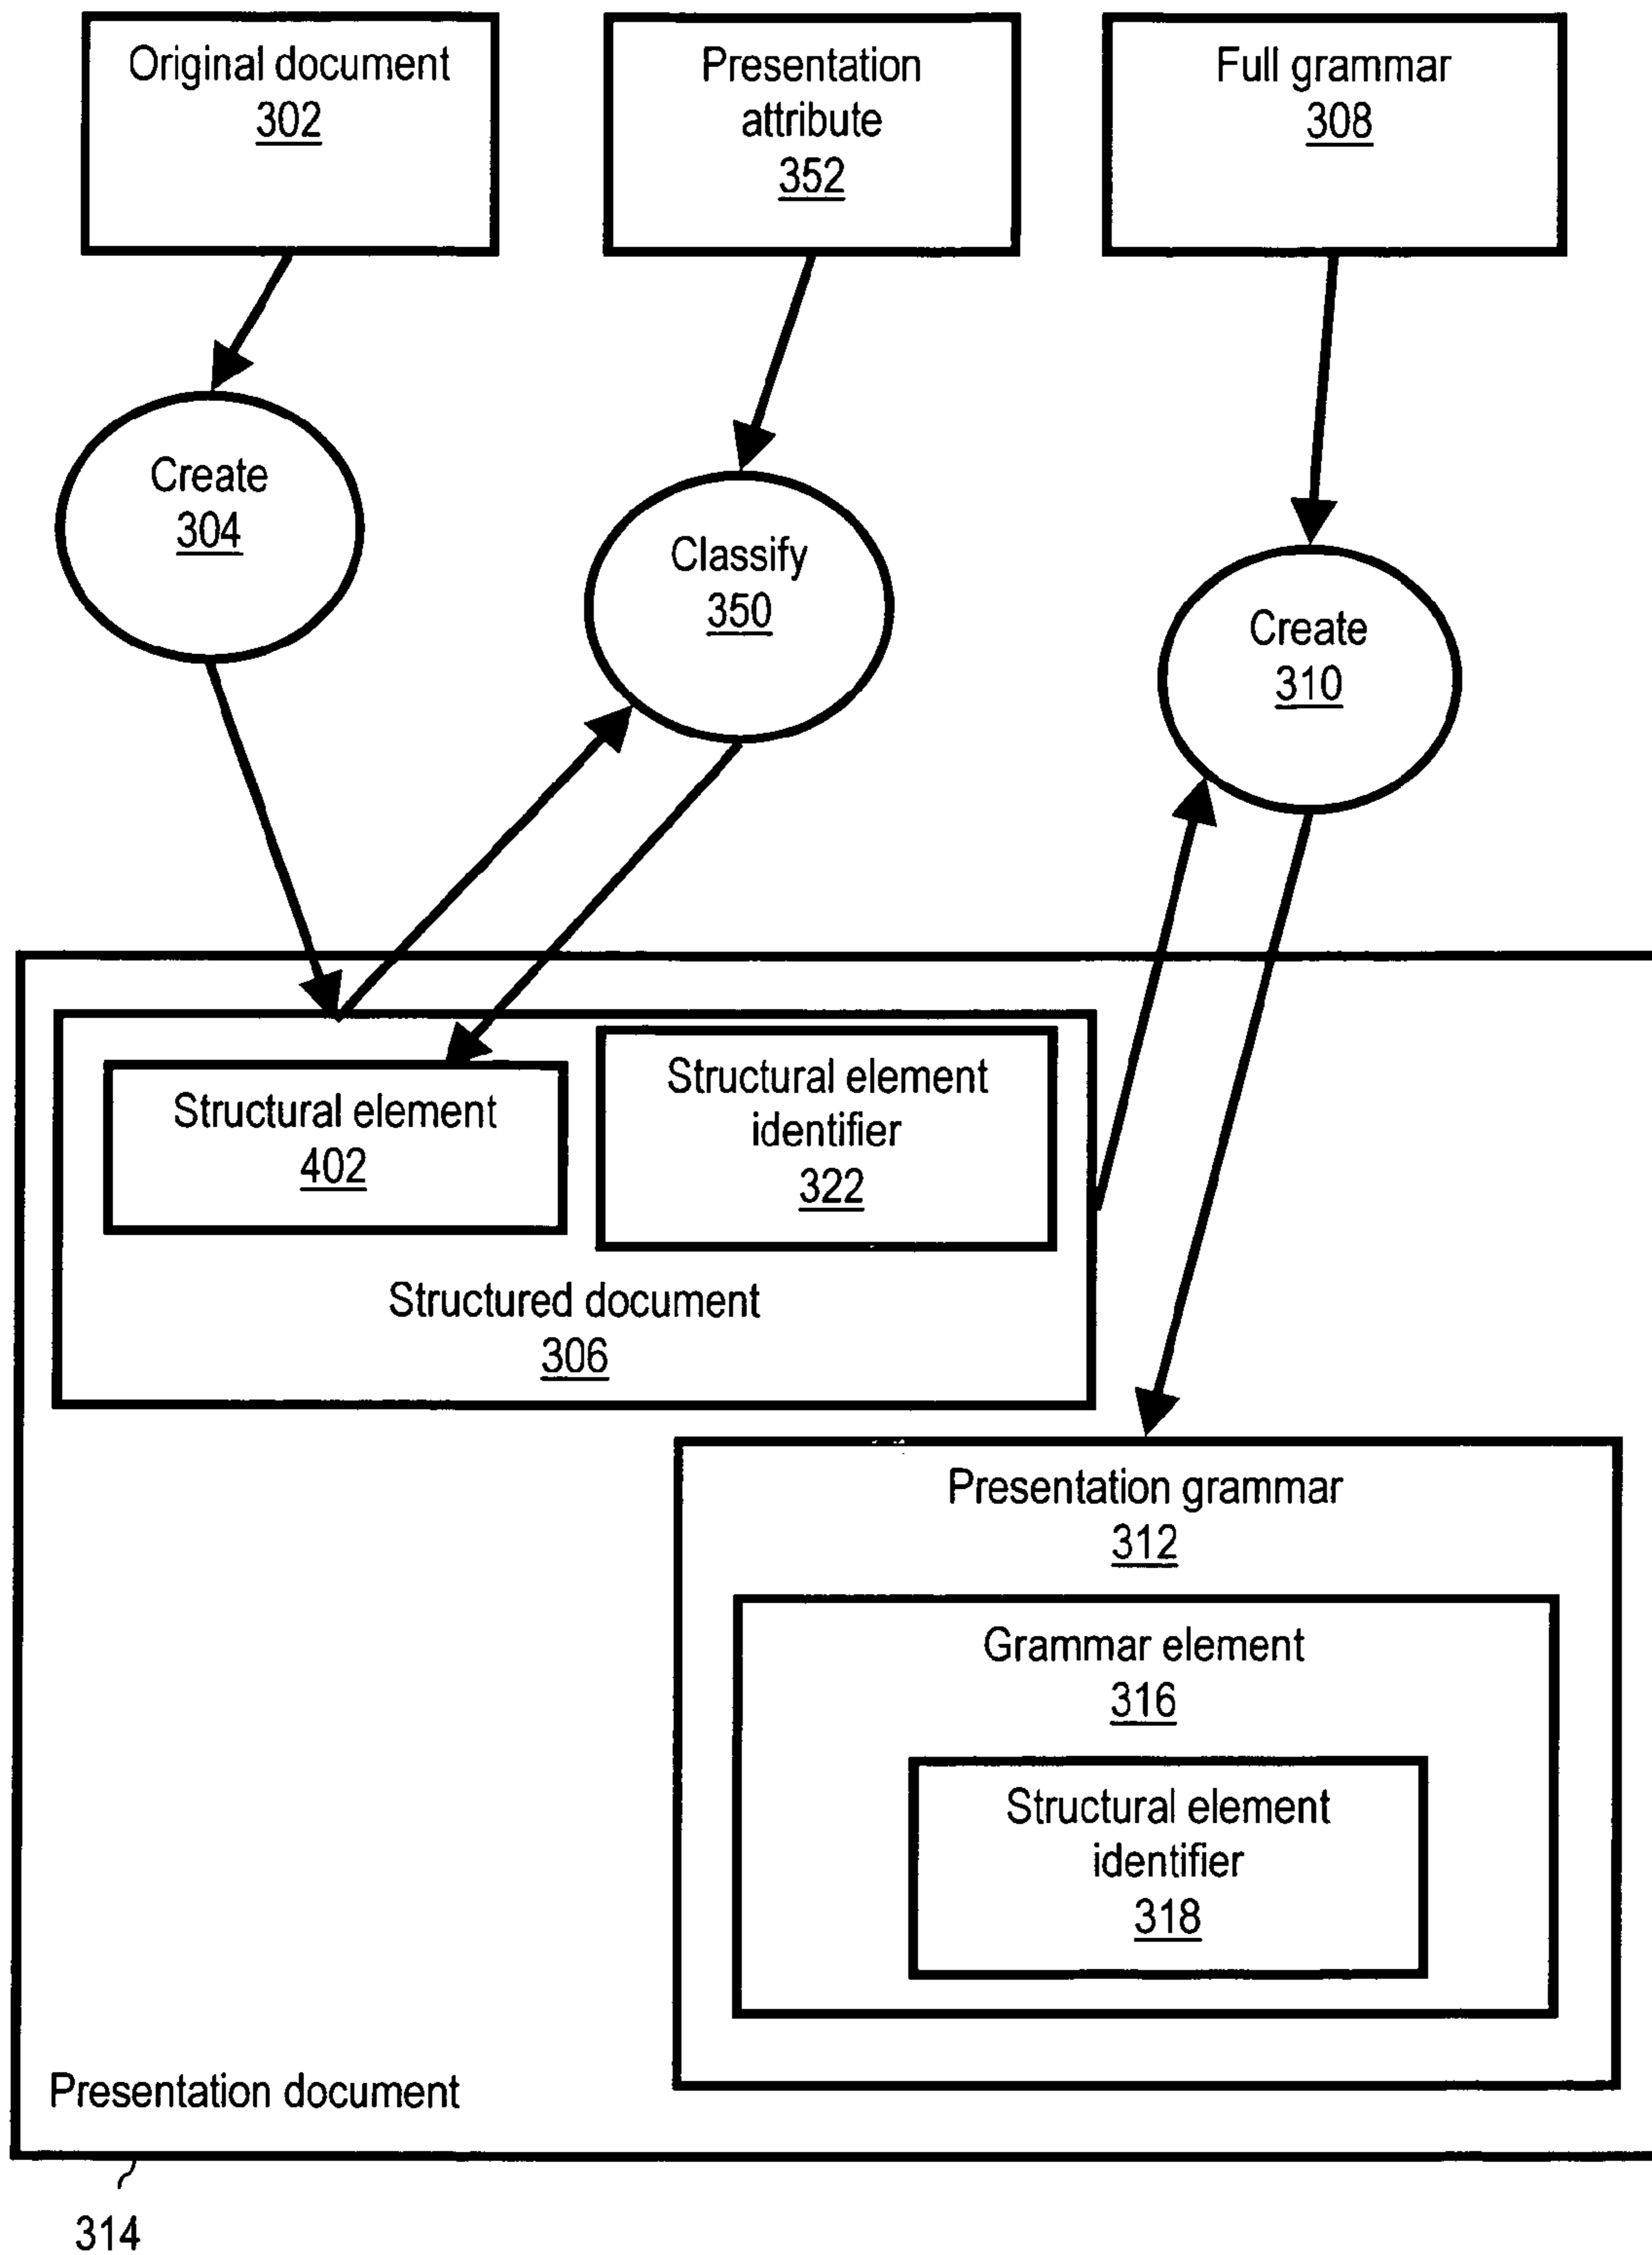 Original document
302
Presentation
attribute
352
Full grammar
308
Create
304
Classify
350
Create
310
Structural element
402
Structural element
identifier
322
Structured document
306
Presentation grammar
312
Grammar element
316
Structural element
identifier
318
Presentation document
314